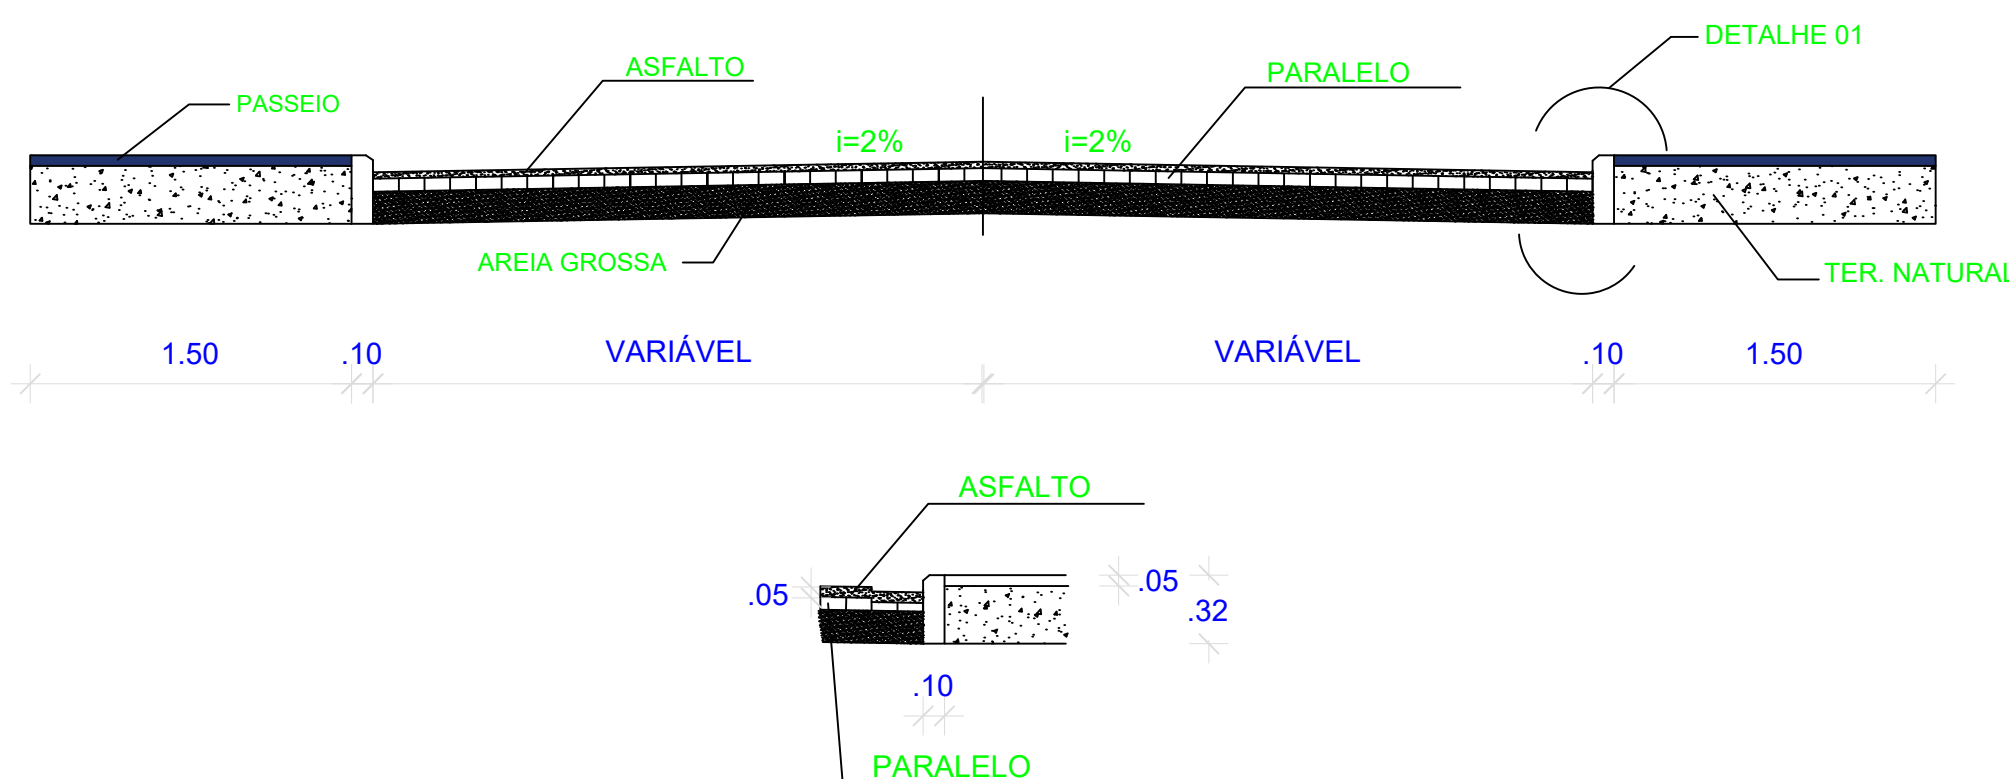 DETALHE 01
ASFALTO
PARALELO
PASSEIO
i=2%
i=2%
AREIA GROSSA
TER. NATURAL
1.50
.10
VARIÁVEL
VARIÁVEL
.10
1.50
ASFALTO
.05
.05
.32
.10
PARALELO